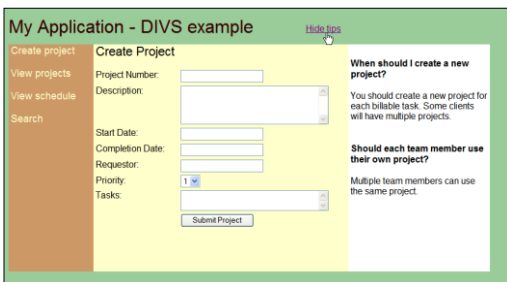 My Application - DIVS example
Hide tips
Create project
View projects
View schedule
Search
Create Project
Project Number:
Description:
Start Date:
Completion Date:
Requestor:
Priority:
1
Tasks:
Submit Project
When should I create a new
project?
You should create a new project for
each billable task. Some clients
will have multiple projects.
Should each team member use
their own project?
Multiple team members can use
the same project.